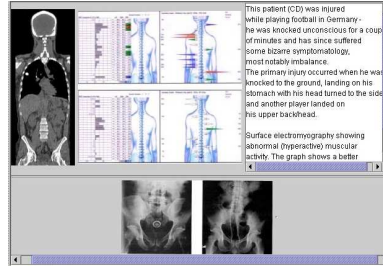 This patient (CD) was injured
while playing football in Germany -
he was knocked unconscious for a coup
of minutes and has since suffered
some bizarre symptomatology,
most notably imbalance.
The primary injury occurred when he was
knocked to the ground, landing on his
stomach with his head turned to the side
and another player landed on
his upper backhead.

Surface electromyography showing
abnormal (hyperactive) muscular
activity. The graph shows a better